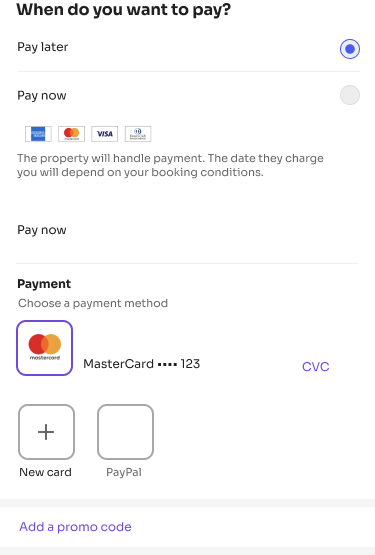 When do you want to pay?
Pay later
Pay now
VISA
The property will handle payment. The date they charge
you will depend on your booking conditions.
Pay now
Payment
Choose a payment method
mastercard
MasterCard •••• 123
CVC
New card
PayPal
Add a promo code